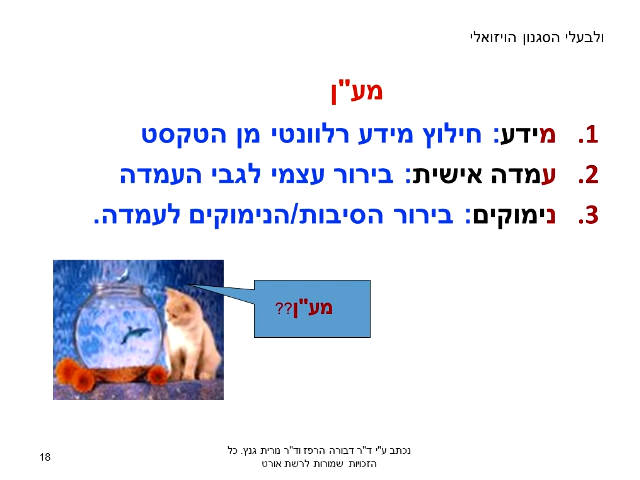 ולבעלי הסגנון הויזואלי
מע"ן
1. מידע: חילוץ מידע רלוונטי מן הטקסט
2. עמדה אישית: בירור עצמי לגבי העמדה
3. נימוקים: בירור הסיבות/הנימוקים לעמדה.
מע"ן??
נכתב ע"י ד"ר דבורה הרפז וד"ר נורית גנץ. כל
הזכויות שמורות לרשת אורט
18